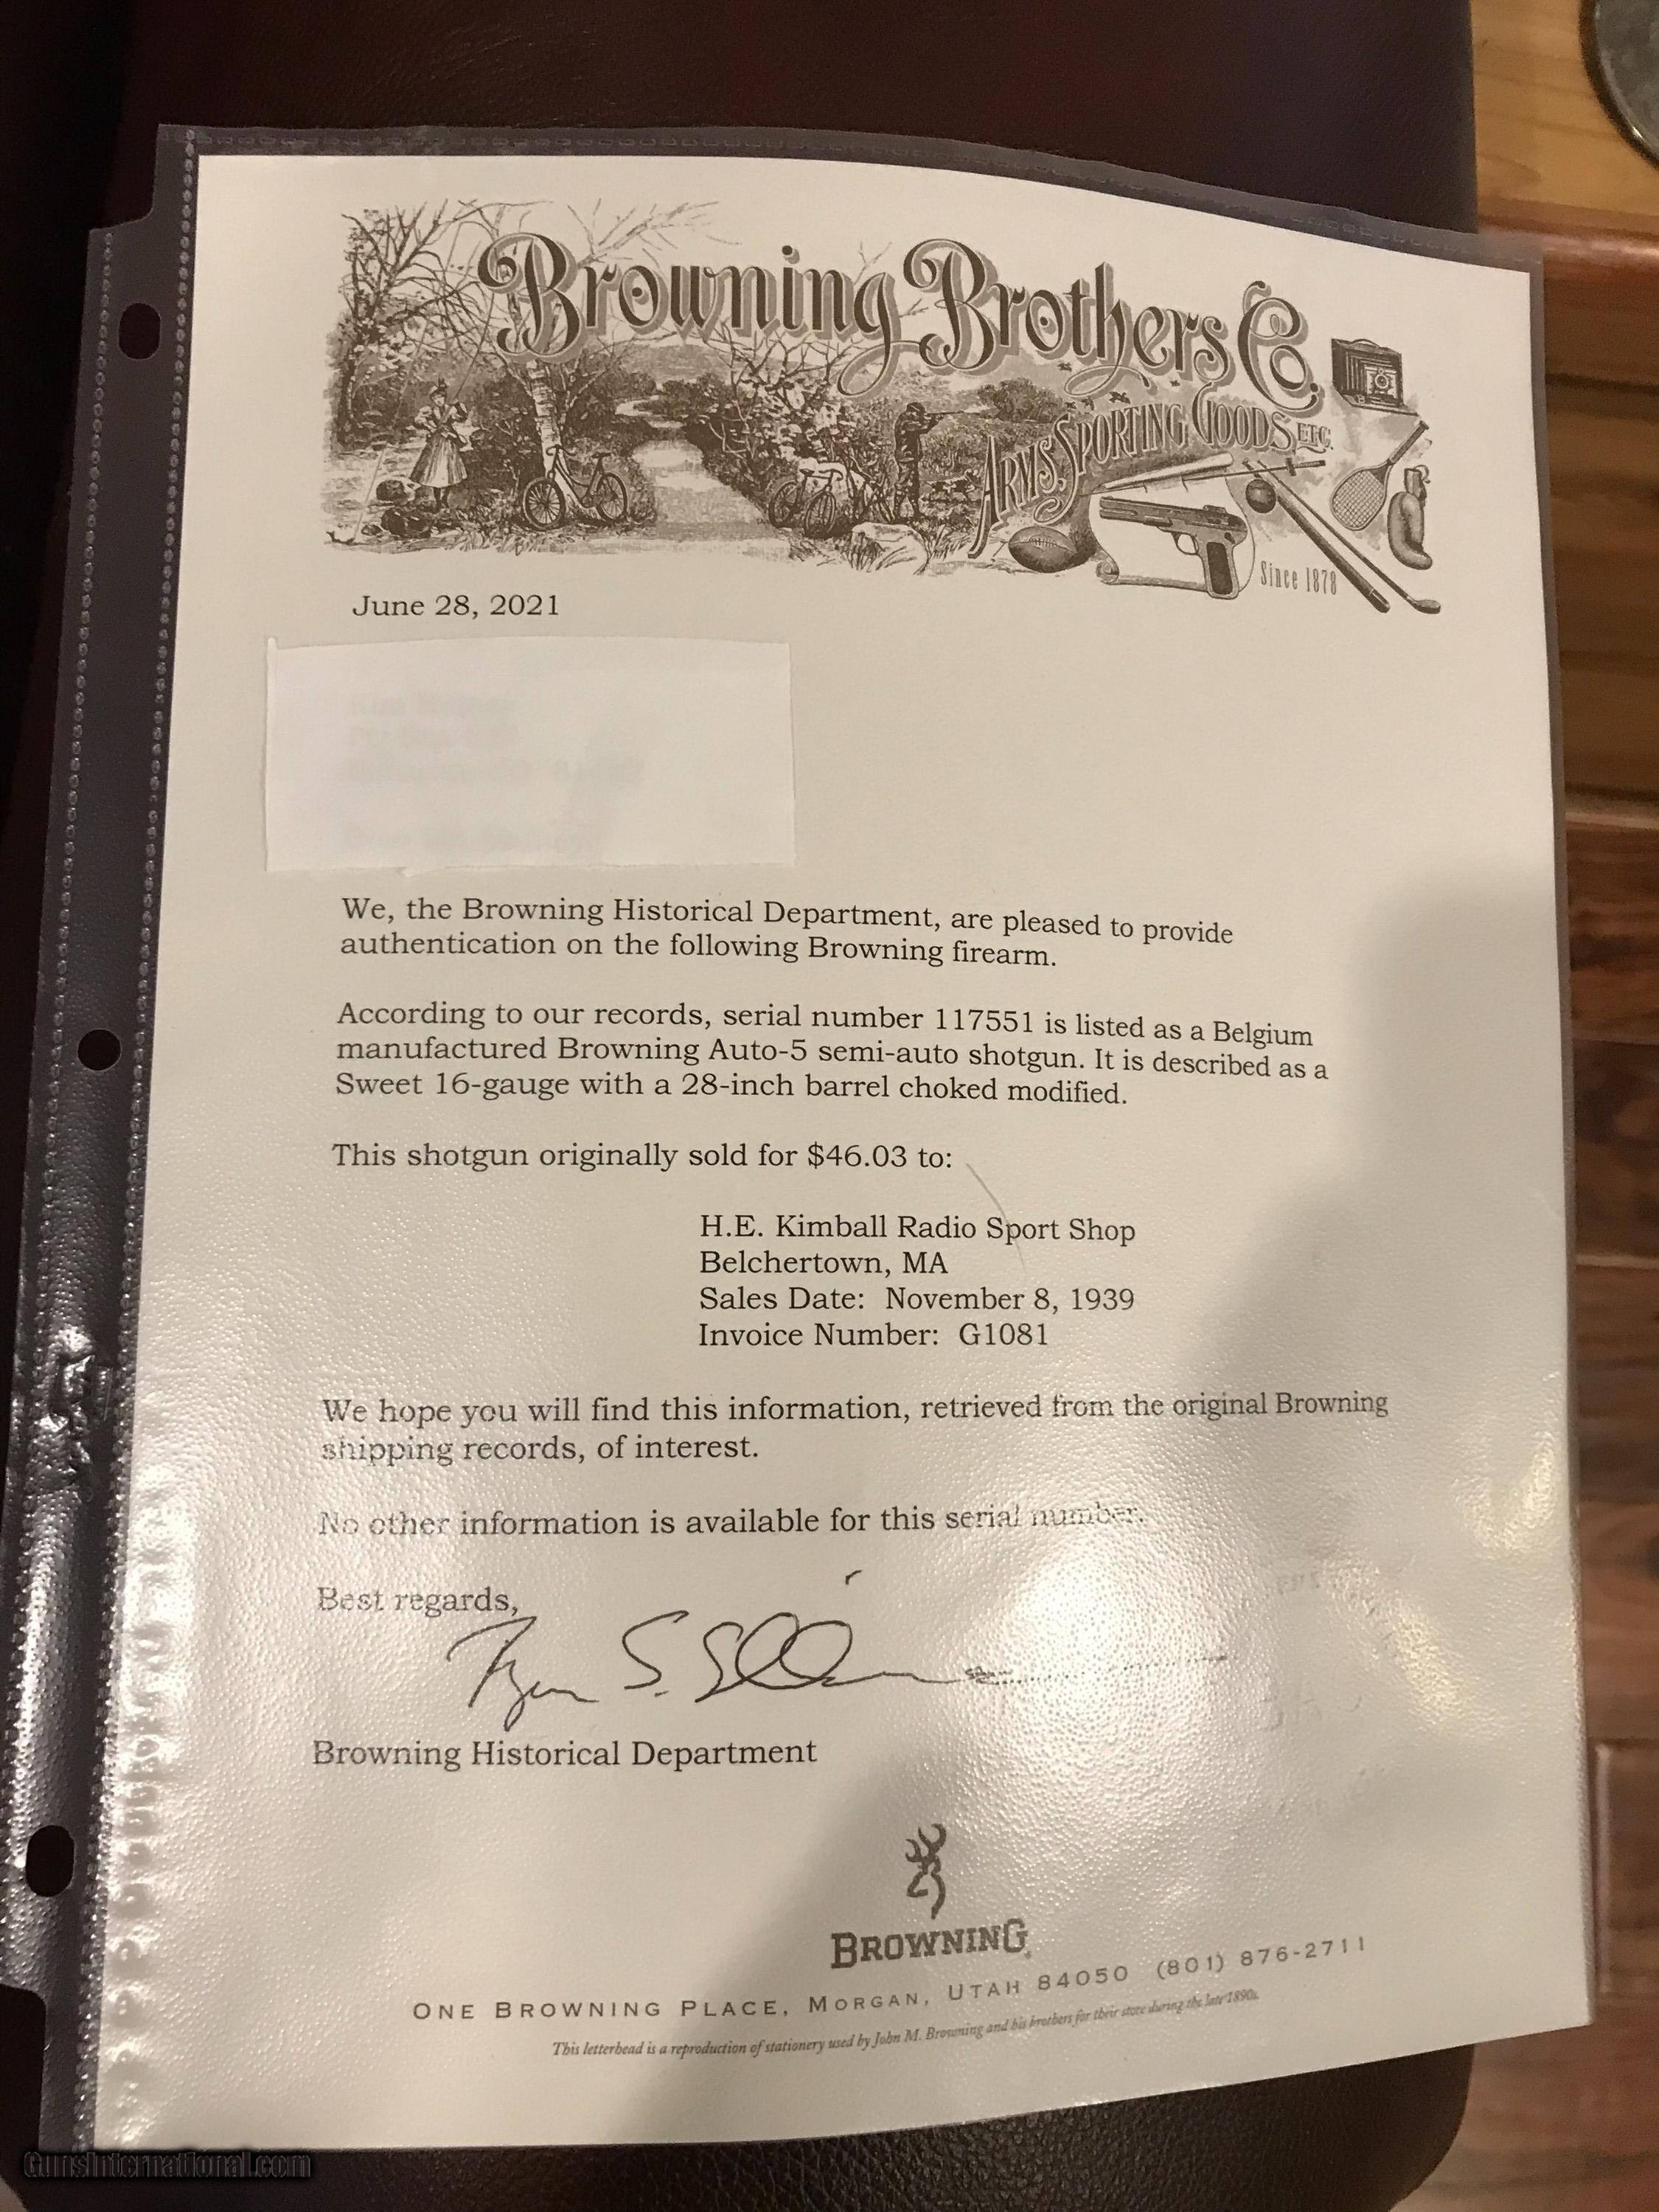 Browning Brothers Co.
ARMS, SPORTING GOODS ETC.
Since 1878
June 28, 2021
We, the Browning Historical Department, are pleased to provide
authentication on the following Browning firearm.
According to our records, serial number 117551 is listed as a Belgium
manufactured Browning Auto-5 semi-auto shotgun. It is described as a
Sweet 16-gauge with a 28-inch barrel choked modified.
This shotgun originally sold for $46.03 to:
H.E. Kimball Radio Sport Shop
Belchertown, MA
Sales Date: November 8, 1939
Invoice Number: G1081
We hope you will find this information, retrieved from the original Browning
shipping records, of interest.
No other information is available for this serial number.
Best regards,
Browning Historical Department
BROWNING
ONE BROWNING PLACE, MORGAN, UTAH 84050 (801) 876-2711
This letterhead is a reproduction of stationery used by John M. Browning and his brothers for their store during the late 1890s.
GunsInternational.com